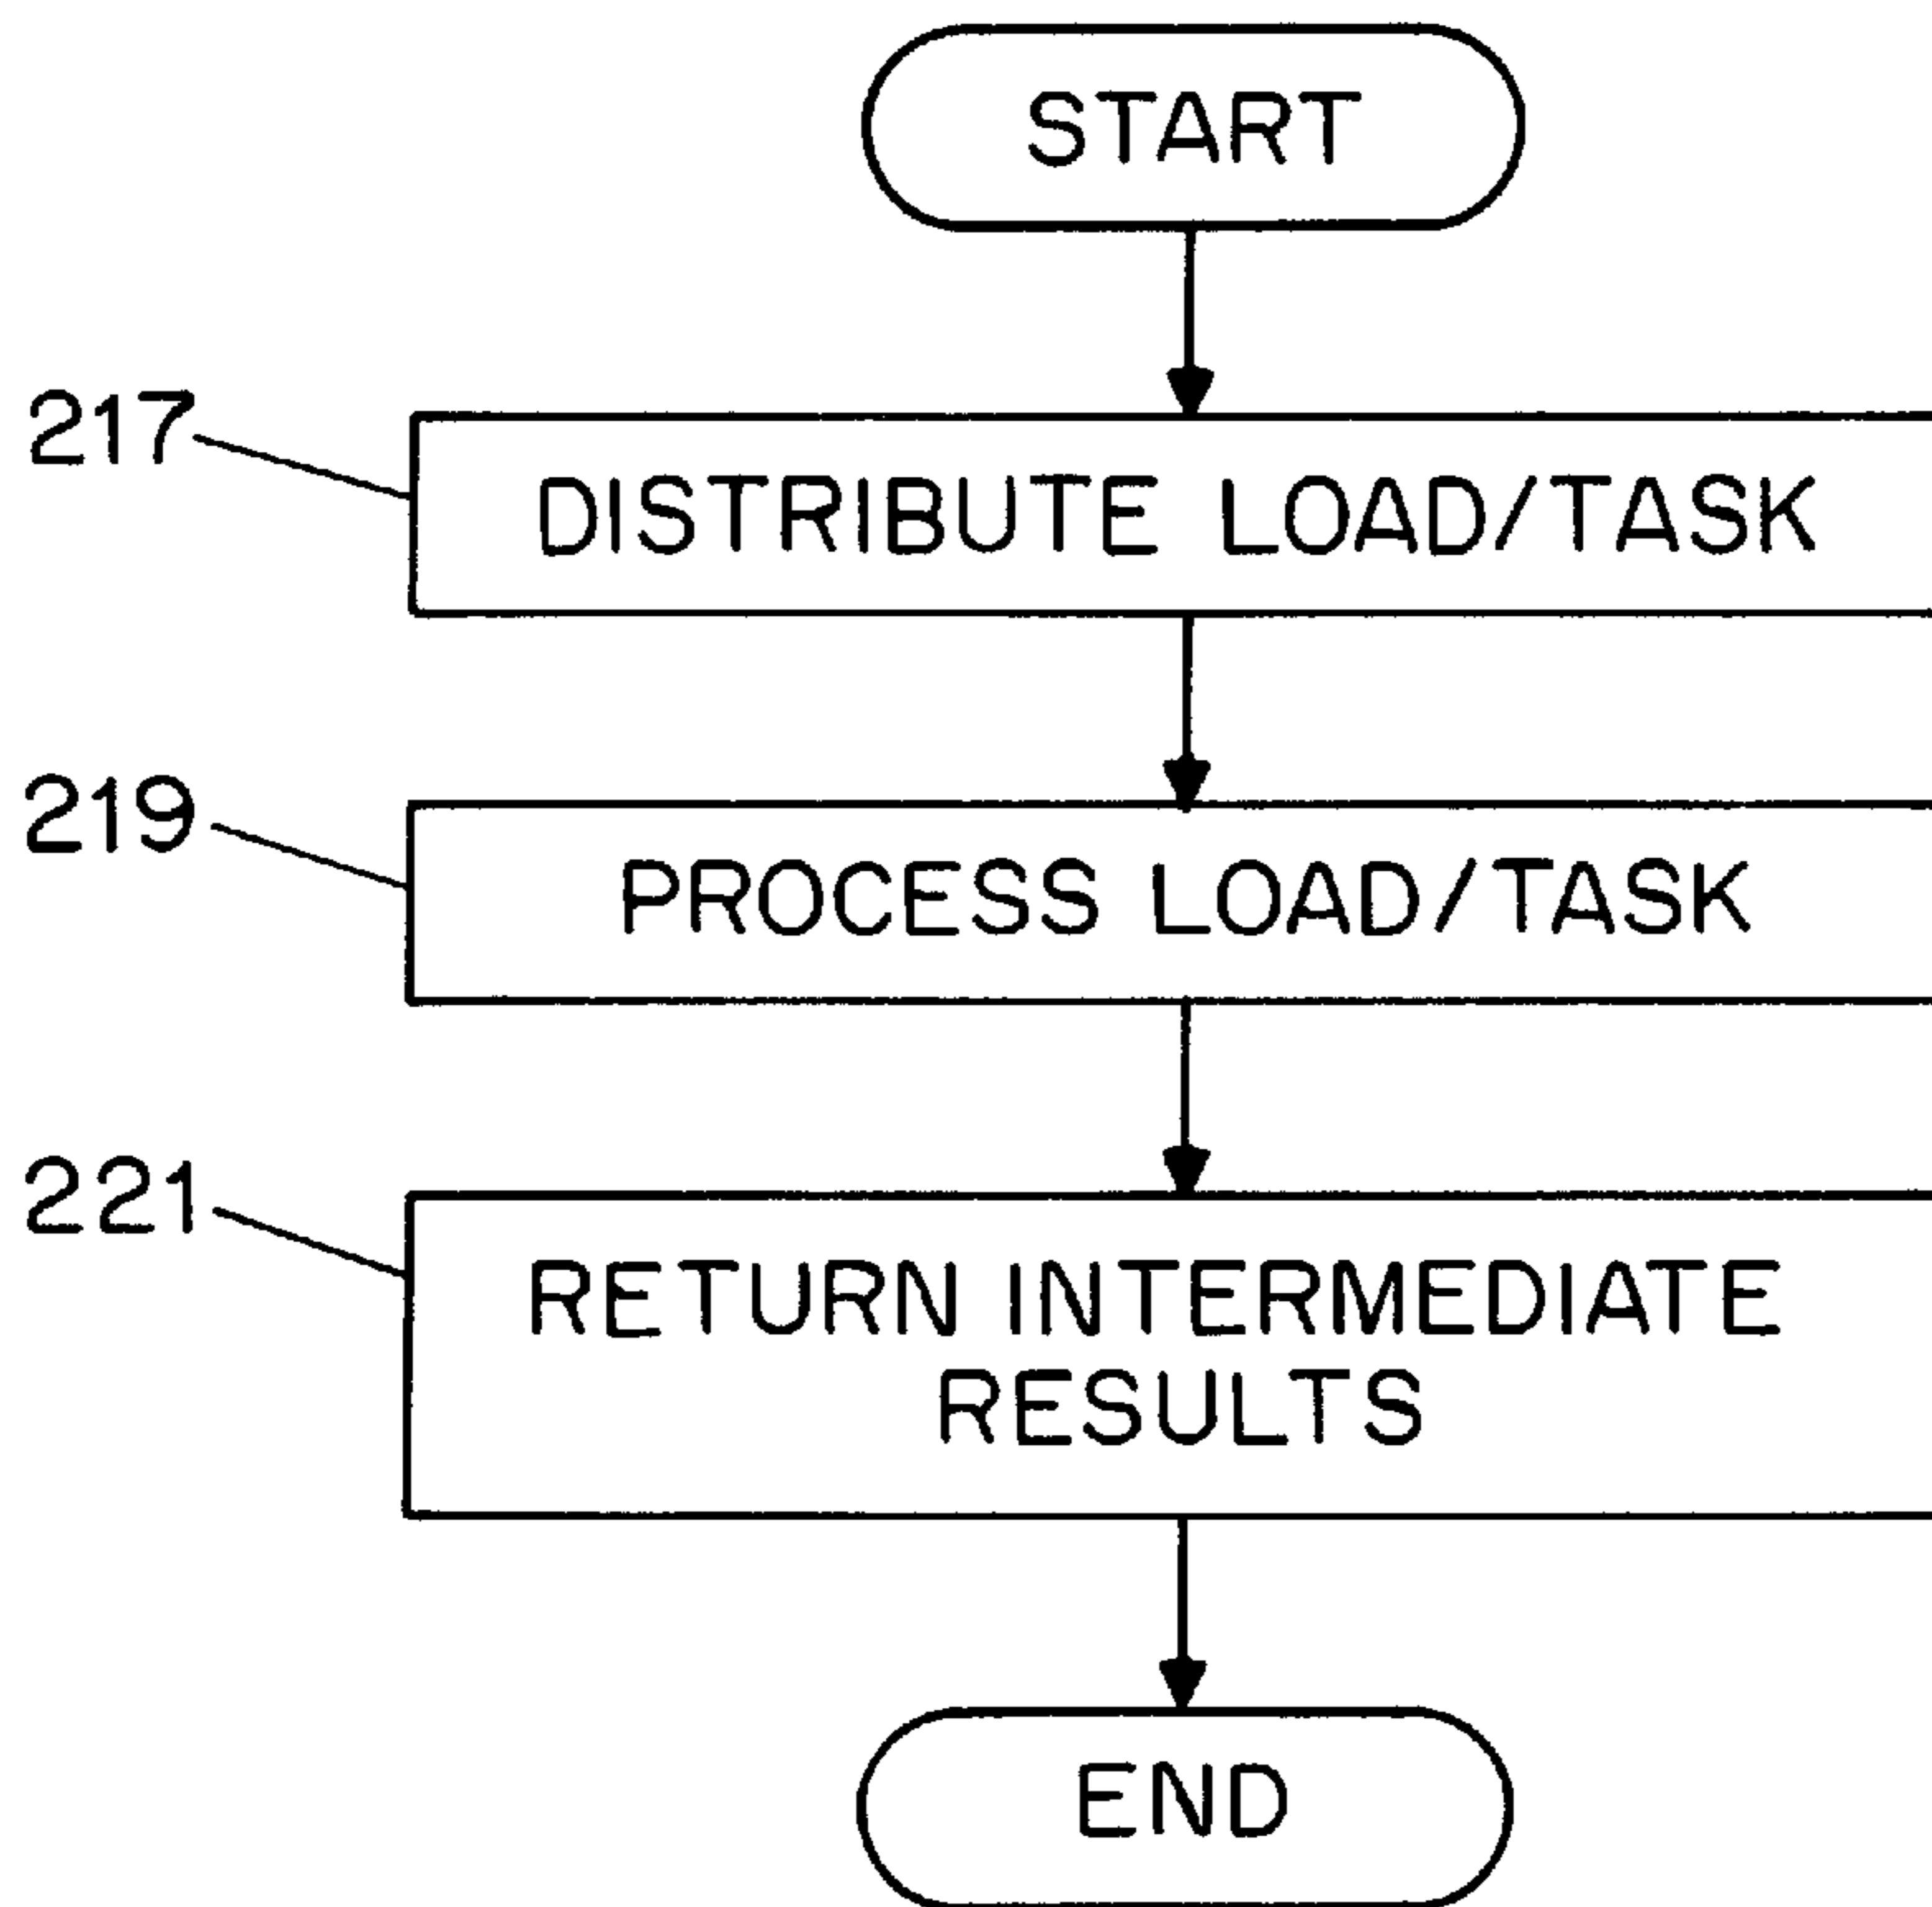 START
217
DISTRIBUTE LOAD/TASK
219
PROCESS LOAD/TASK
221
RETURN INTERMEDIATE
RESULTS
END